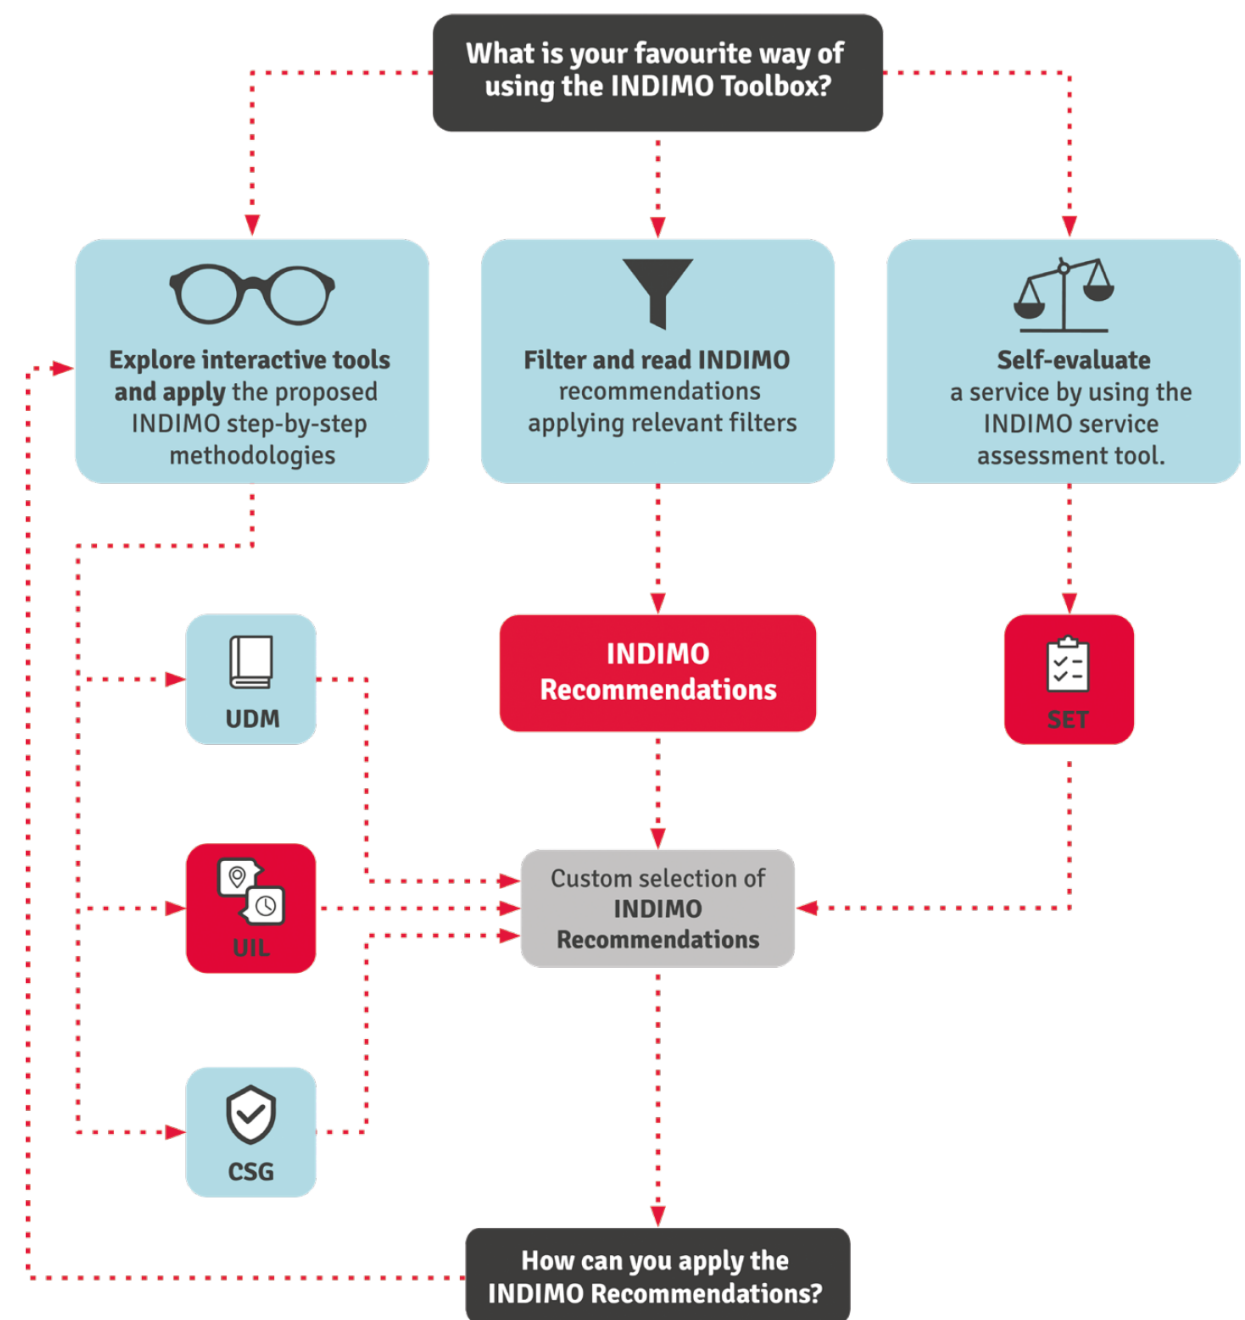 What is your favourite way of
using the INDIMO Toolbox?
Explore interactive tools
and apply the proposed
INDIMO step-by-step
methodologies
Filter and read INDIMO
recommendations
applying relevant filters
Self-evaluate
a service by using the
INDIMO service
assessment tool.
UDM
INDIMO
Recommendations
SET
UIL
Custom selection of
INDIMO
Recommendations
CSG
How can you apply the
INDIMO Recommendations?